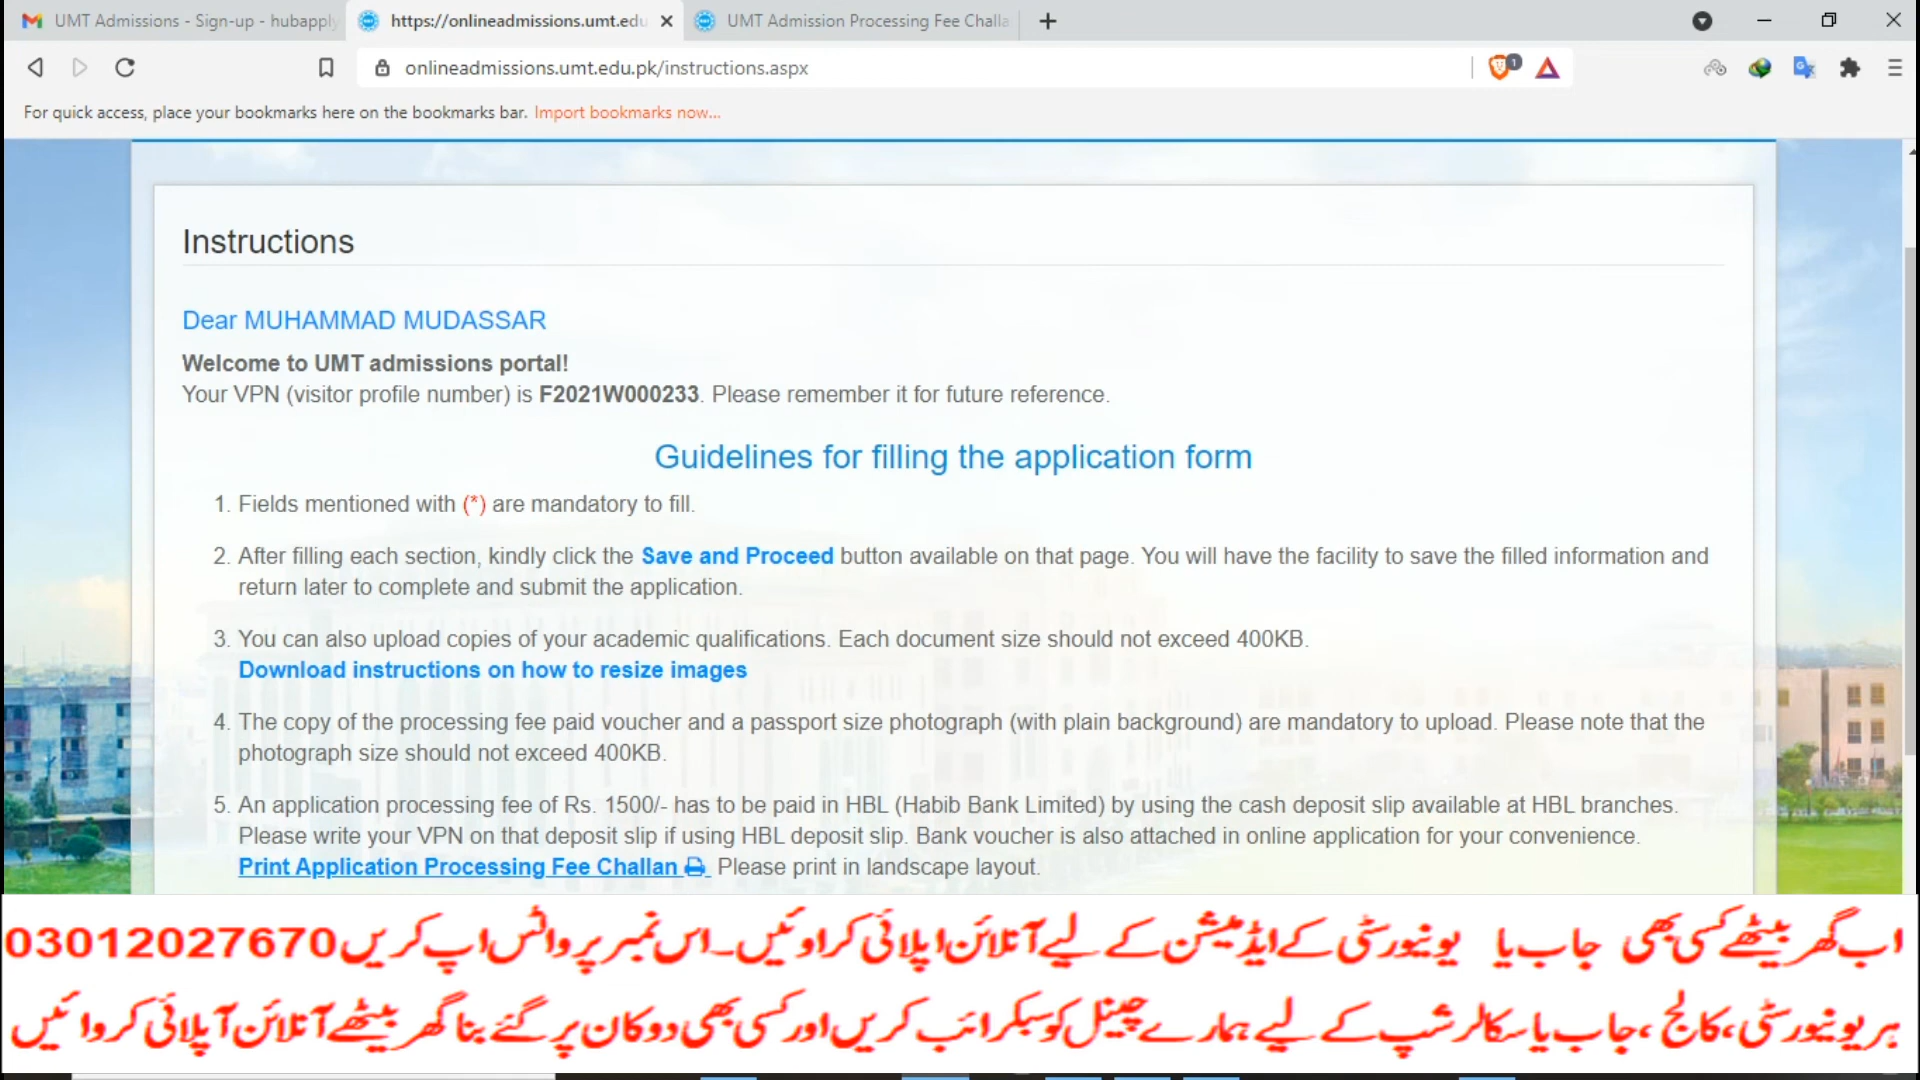 UMT Admissions - Sign-up - hubapply
https://onlineadmissions.umt.edu
UMT Admission Processing Fee Challa
onlineadmissions.umt.edu.pk/instructions.aspx
1
For quick access, place your bookmarks here on the bookmarks bar. Import bookmarks now...
Instructions
Dear MUHAMMAD MUDASSAR
Welcome to UMT admissions portal!
Your VPN (visitor profile number) is F2021W000233. Please remember it for future reference.
Guidelines for filling the application form
1. Fields mentioned with (*) are mandatory to fill.
2. After filling each section, kindly click the Save and Proceed button available on that page. You will have the facility to save the filled information and
return later to complete and submit the application.
3. You can also upload copies of your academic qualifications. Each document size should not exceed 400KB.
Download instructions on how to resize images
4. The copy of the processing fee paid voucher and a passport size photograph (with plain background) are mandatory to upload. Please note that the
photograph size should not exceed 400KB.
5. An application processing fee of Rs. 1500/- has to be paid in HBL (Habib Bank Limited) by using the cash deposit slip available at HBL branches.
Please write your VPN on that deposit slip if using HBL deposit slip. Bank voucher is also attached in online application for your convenience.
Print Application Processing Fee Challan Please print in landscape layout.
اب گھر بیٹھے کسی بھی جاب یا یونیورسٹی کے ایڈمیشن کے لیے آنلائن اپلائی کراوئیں۔ اس نمبر پر واٹس اپ کریں 03012027670
ہر یونیورسٹی، کالج ، جاب یا سکالرشپ کے لیے ہمارے چینل کو سبکرائب کریں اور کسی بھی دوکان پر گئے بنا گھر بیٹھے آنلائن آپلائی کروائیں